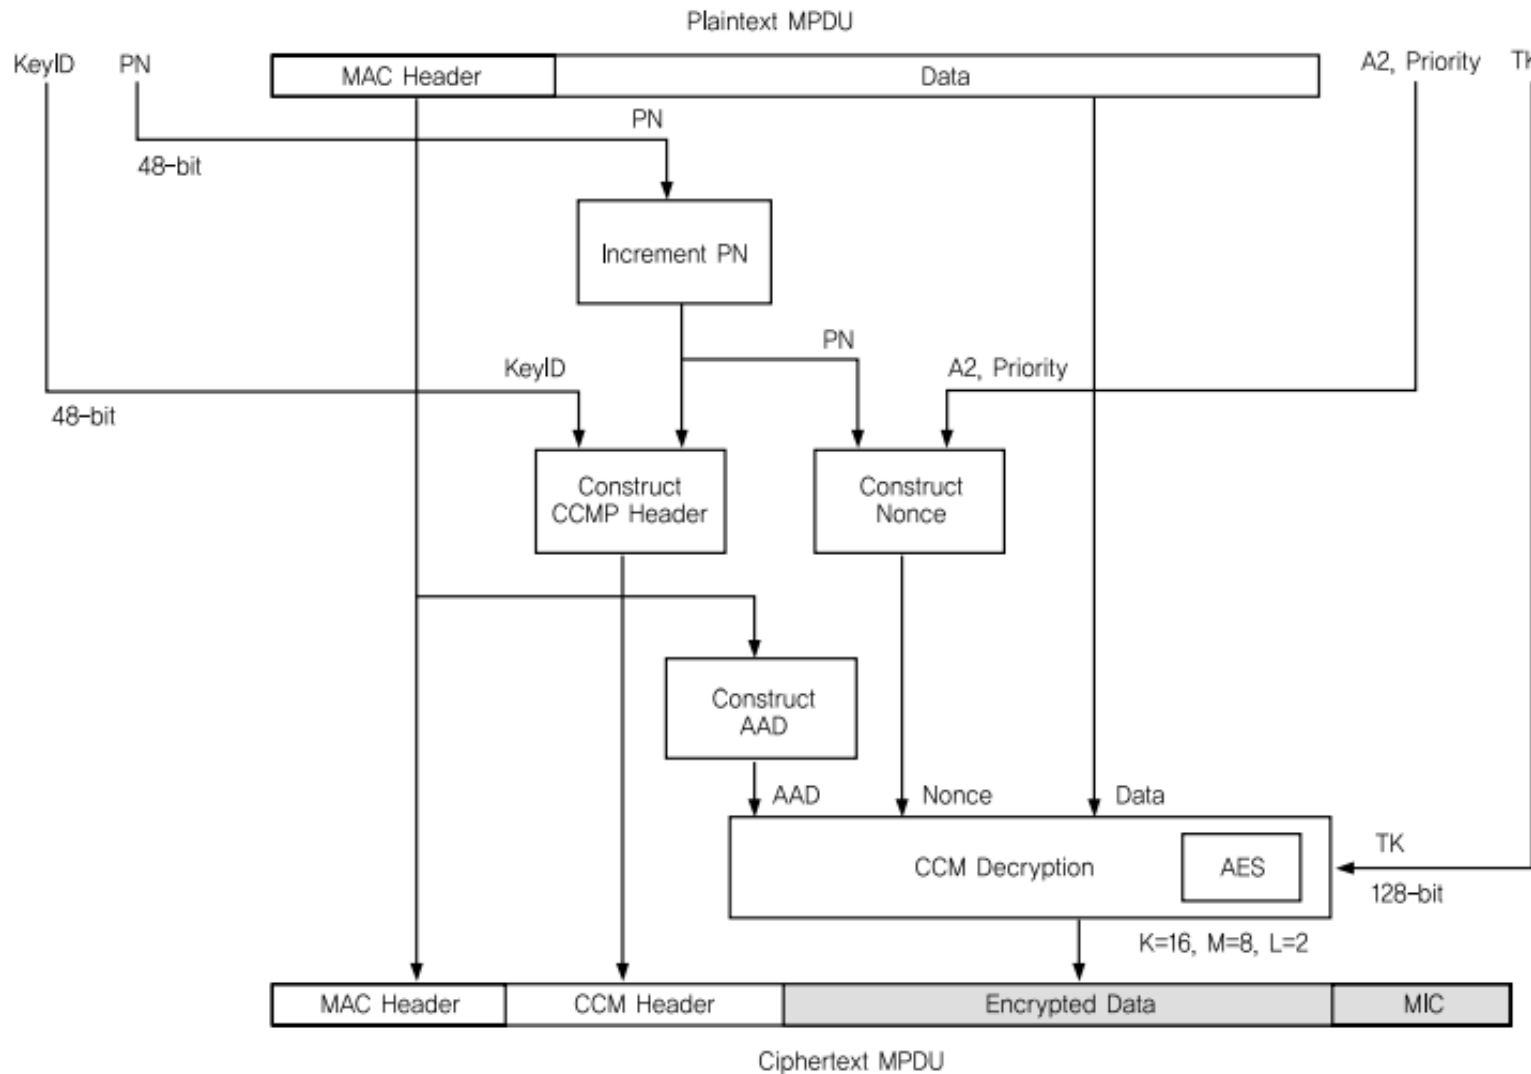 Plaintext MPDU
KeyID
PN
MAC Header
Data
A2, Priority
TK
PN
48-bit
Increment PN
PN
KeyID
A2, Priority
48-bit
Construct
CCMP Header
Construct
Nonce
Construct
AAD
AAD
Nonce
Data
CCM Decryption
AES
TK
128-bit
K=16, M=8, L=2
MAC Header
CCM Header
Encrypted Data
MIC
Ciphertext MPDU